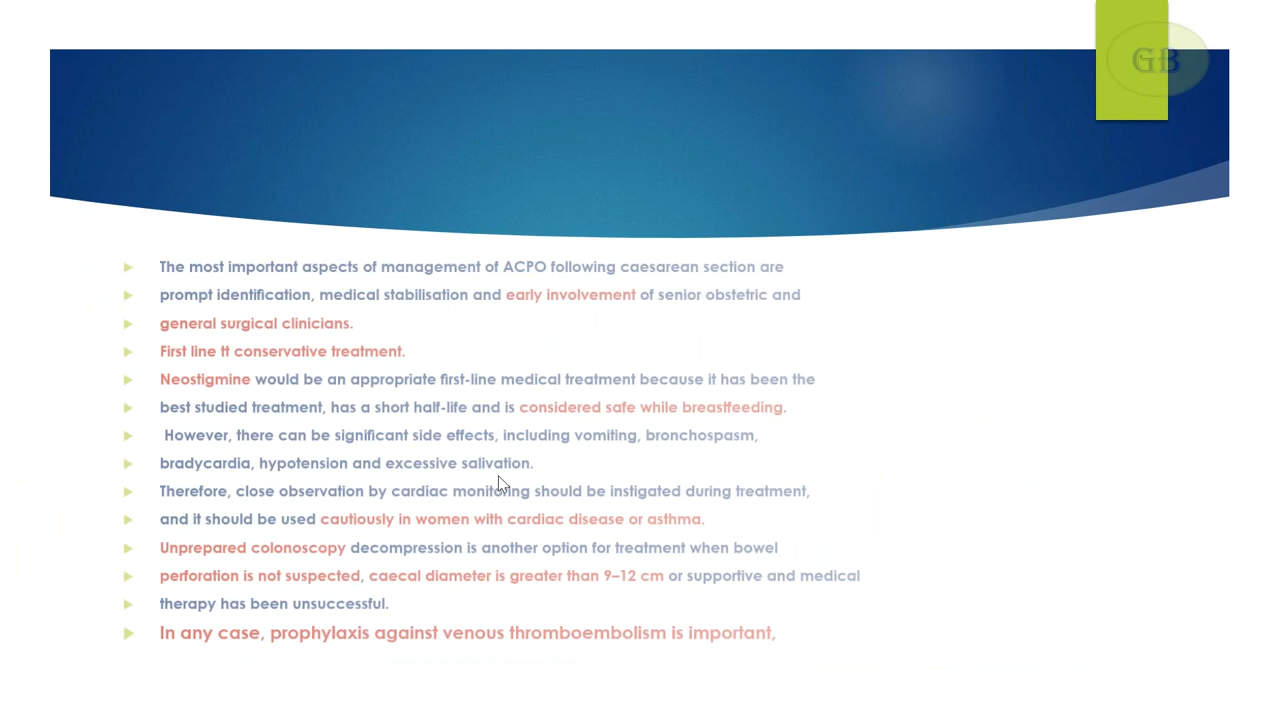 GB
The most important aspects of management of ACPO following caesarean section are
prompt identification, medical stabilisation and early involvement of senior obstetric and
general surgical clinicians.
First line tt conservative treatment.
Neostigmine would be an appropriate first-line medical treatment because it has been the
best studied treatment, has a short half-life and is considered safe while breastfeeding.
However, there can be significant side effects, including vomiting, bronchospasm,
bradycardia, hypotension and excessive salivation.
Therefore, close observation by cardiac monitoring should be instigated during treatment,
and it should be used cautiously in women with cardiac disease or asthma.
Unprepared colonoscopy decompression is another option for treatment when bowel
perforation is not suspected, caecal diameter is greater than 9–12 cm or supportive and medical
therapy has been unsuccessful.
In any case, prophylaxis against venous thromboembolism is important,